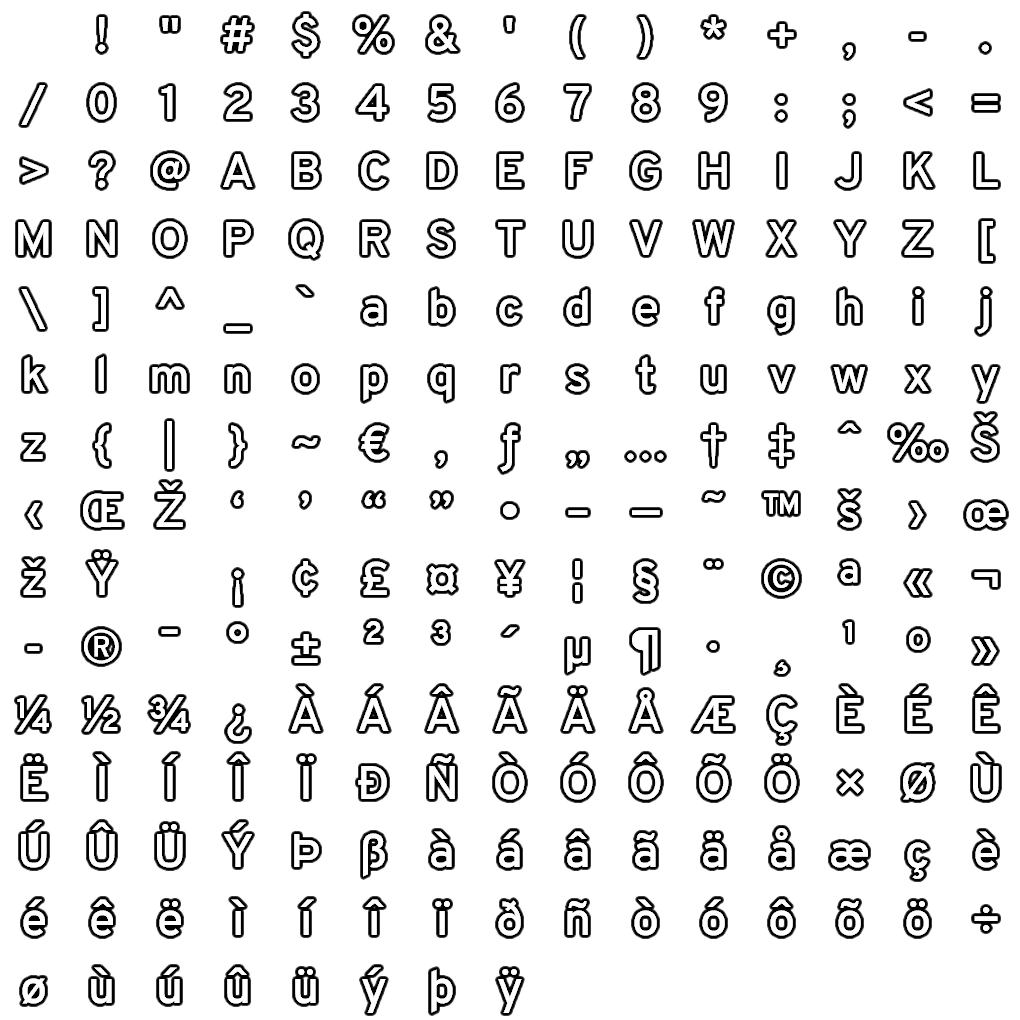 ! " # $ % & ' ( ) * + , - .
/ 0 1 2 3 4 5 6 7 8 9 : ; < =
> ? @ A B C D E F G H I J K L
M N O P Q R S T U V W X Y Z [
\ ] ^ _ ` a b c d e f g h i j
k l m n o p q r s t u v w x y
z { | } ~ € ‚ ƒ „ … † ‡ ˆ ‰ Š
‹ Œ Ž ‘ ’ “ ” • – — ˜ ™ š › œ
ž Ÿ ¡ ¢ £ ¤ ¥ ¦ § ¨ © ª « ¬
- ® ¯ ° ± ² ³ ´ µ ¶ · ¸ ¹ º »
¼ ½ ¾ ¿ À Á Â Ã Ä Å Æ Ç È É Ê
Ë Ì Í Î Ï Ð Ñ Ò Ó Ô Õ Ö × Ø Ù
Ú Û Ü Ý Þ ß à á â ã ä å æ ç è
é ê ë ì í î ï ð ñ ò ó ô õ ö ÷
ø ù ú û ü ý þ ÿ